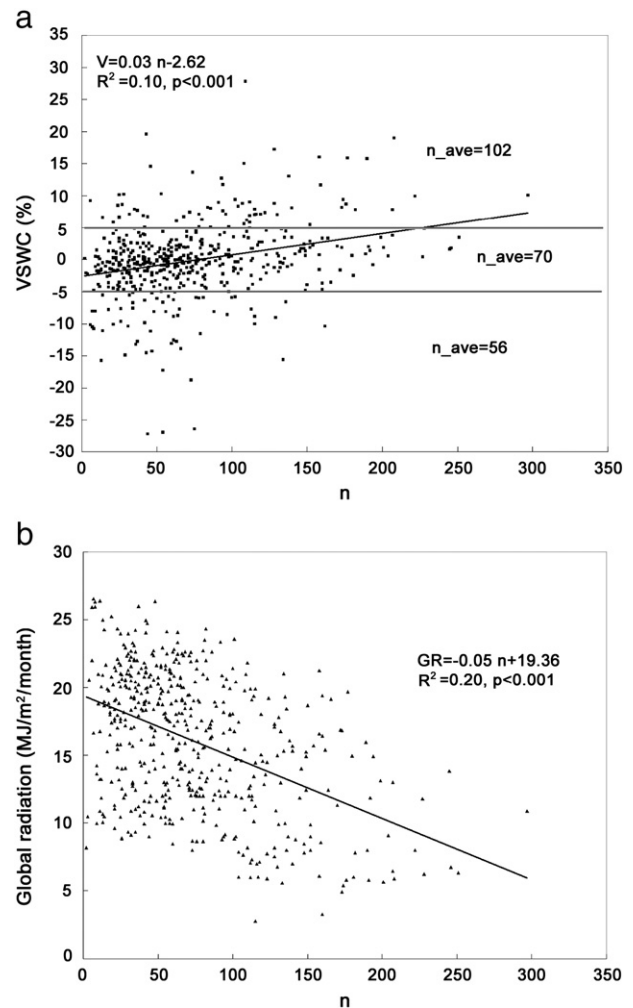 a
35
V=0.03 n-2.62
R²=0.10, p<0.001
30
25
20
15
n_ave=102
10
VSWC (%)
5
0
n_ave=70
-5
-10
n_ave=56
-15
-20
-25
-30
0 50 100 150 200 250 300 350
n
b
30
25
GR=-0.05 n+19.36
R²=0.20, p<0.001
20
Global radiation (MJ/m²/month)
15
10
5
0
0 50 100 150 200 250 300 350
n